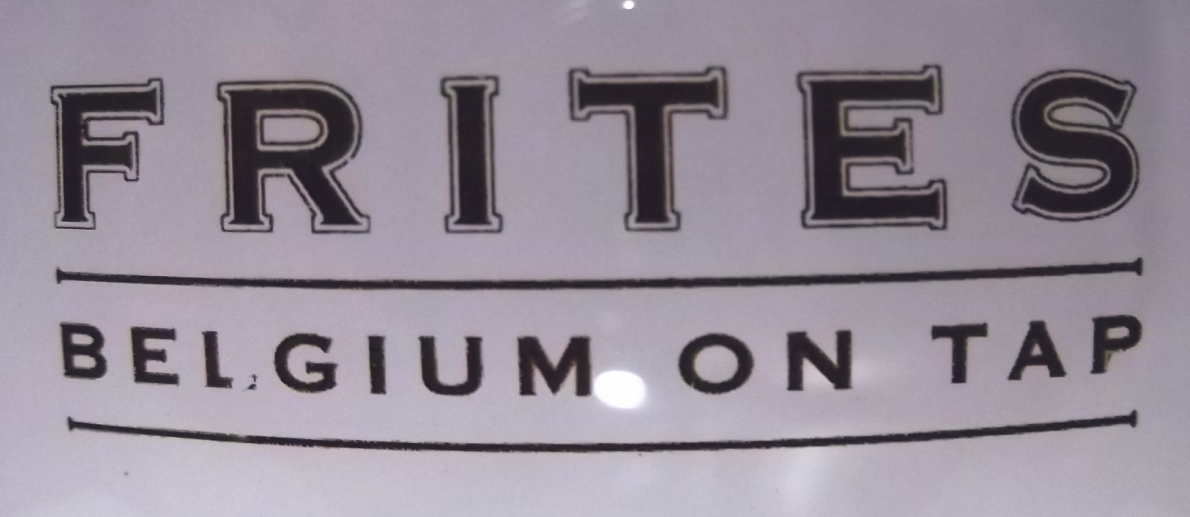 FRITES
BELGIUM ON TAP